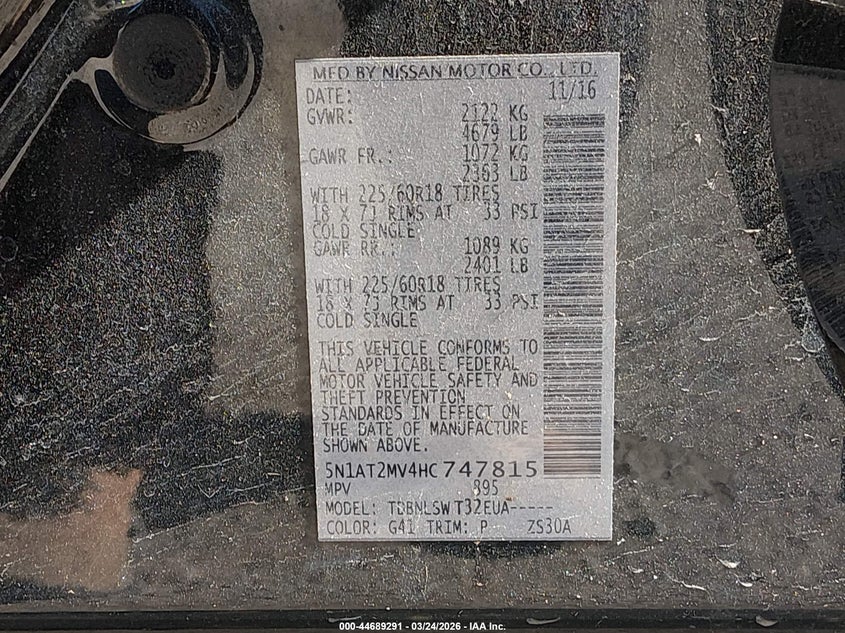 MFD BY NISSAN MOTOR CO., LTD.
DATE: 11/16
GVWR: 2122 KG
4679 LB
GAWR FR.: 1072 KG
2363 LB
WITH 225/60R18 TIRES
18 X 7J RIMS AT 33 PSI
COLD SINGLE
GAWR RR.: 1089 KG
2401 LB
WITH 225/60R18 TIRES
18 X 7J RIMS AT 33 PSI
COLD SINGLE
THIS VEHICLE CONFORMS TO
ALL APPLICABLE FEDERAL
MOTOR VEHICLE SAFETY AND
THEFT PREVENTION
STANDARDS IN EFFECT ON
THE DATE OF MANUFACTURE
SHOWN ABOVE.
5N1AT2MV4HC747815
MPV 895
MODEL: TDBNLSW T32EUA-----
COLOR: G41 TRIM: P ZS30A
000-44689291 - 03/24/2026 - IAA Inc.